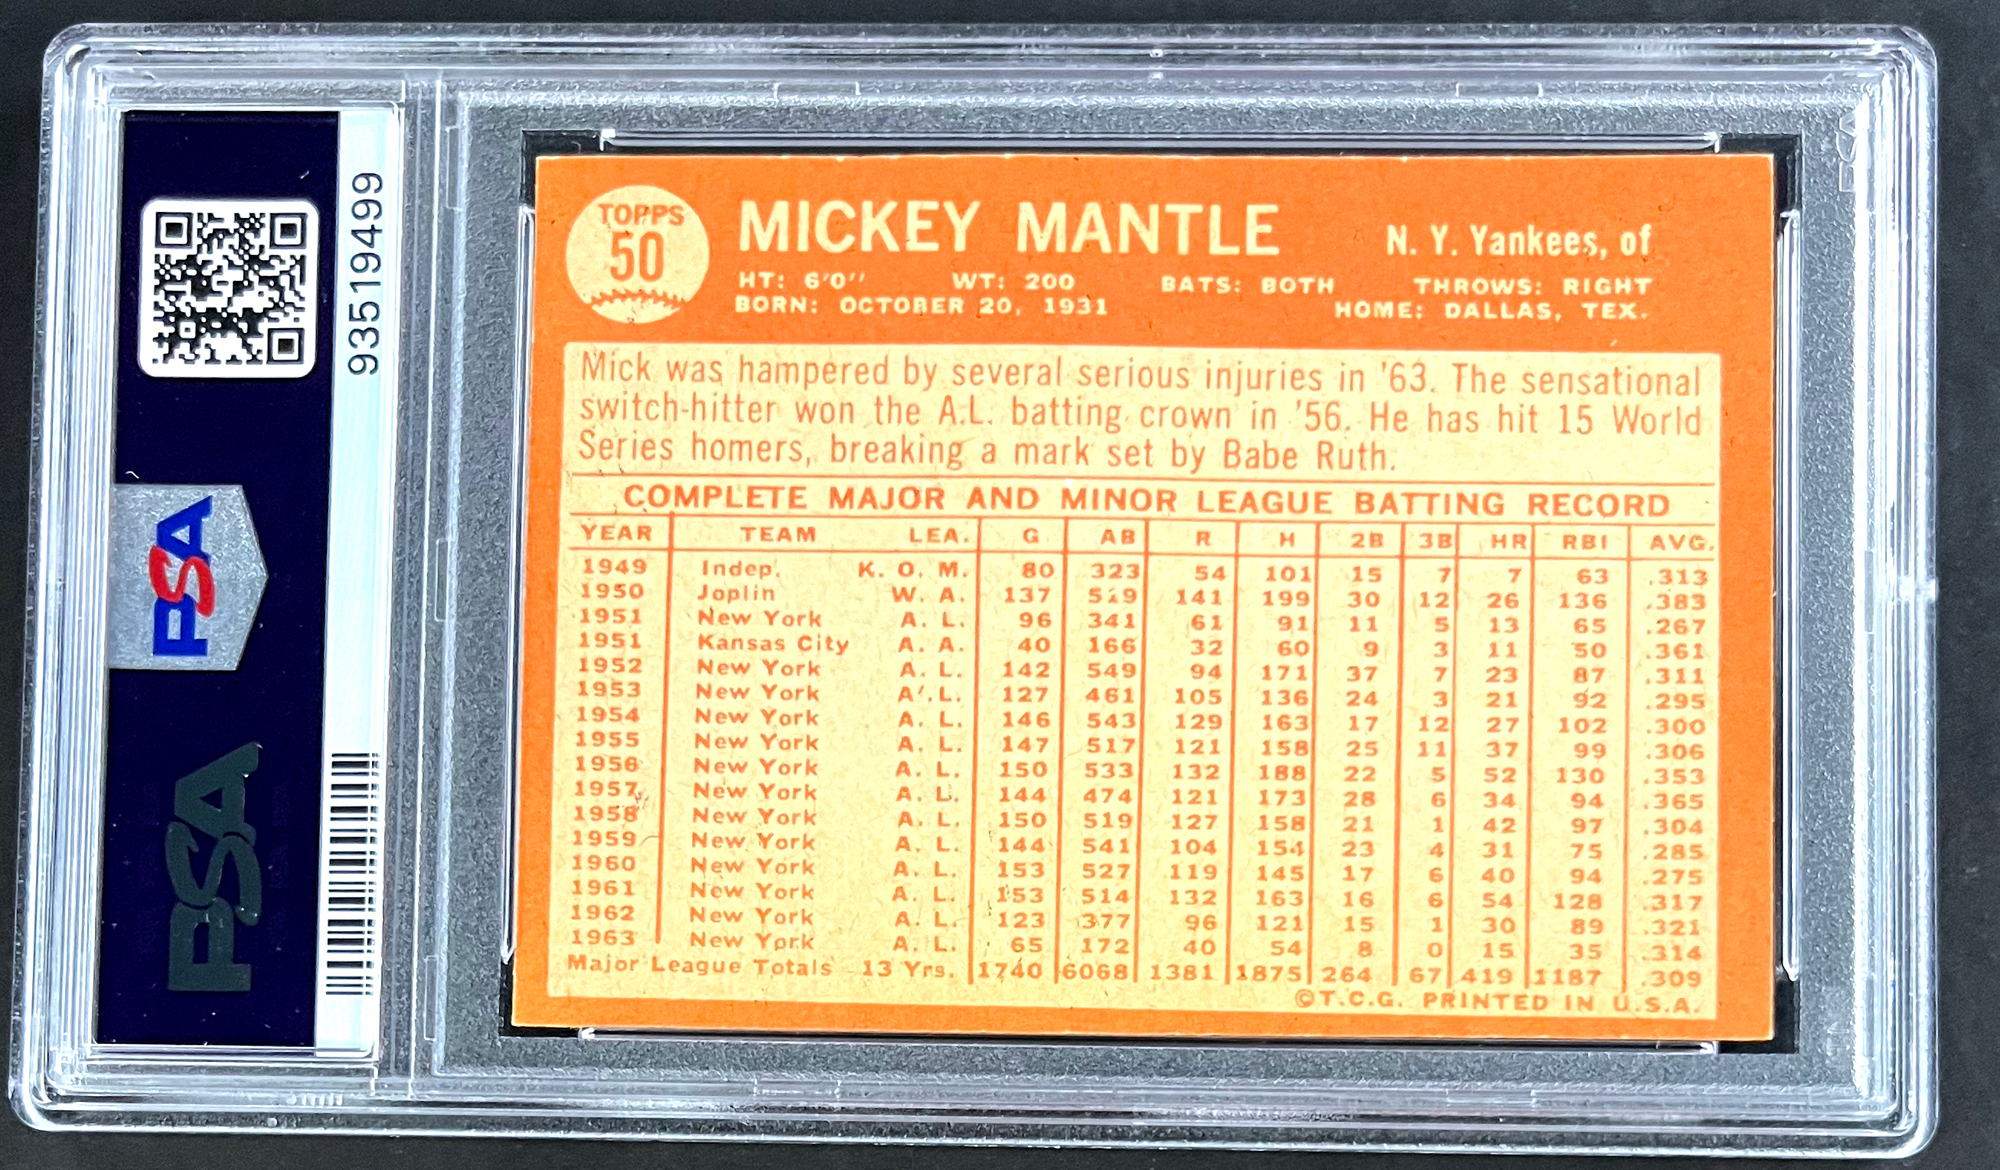 93519499
PSA
PSA
TOPPS
50
MICKEY MANTLE N. Y. Yankees, of
HT: 6'0'' WT: 200 BATS: BOTH THROWS: RIGHT
BORN: OCTOBER 20, 1931 HOME: DALLAS, TEX.
Mick was hampered by several serious injuries in '63. The sensational
switch-hitter won the A.L. batting crown in '56. He has hit 15 World
Series homers, breaking a mark set by Babe Ruth.
COMPLETE MAJOR AND MINOR LEAGUE BATTING RECORD
YEAR TEAM LEA. G AB R H 2B 3B HR RBI AVG.
1949 Indep. K. O. M. 80 323 54 101 15 7 7 63 .313
1950 Joplin W. A. 137 519 141 199 30 12 26 136 .383
1951 New York A. L. 96 341 61 91 11 5 13 65 .267
1951 Kansas City A. A. 40 166 32 60 9 3 11 50 .361
1952 New York A. L. 142 549 94 171 37 7 23 87 .311
1953 New York A. L. 127 461 105 136 24 3 21 92 .295
1954 New York A. L. 146 543 129 163 17 12 27 102 .300
1955 New York A. L. 147 517 121 158 25 11 37 99 .306
1956 New York A. L. 150 533 132 188 22 5 52 130 .353
1957 New York A. L. 144 474 121 173 28 6 34 94 .365
1958 New York A. L. 150 519 127 158 21 1 42 97 .304
1959 New York A. L. 144 541 104 154 23 4 31 75 .285
1960 New York A. L. 153 527 119 145 17 6 40 94 .275
1961 New York A. L. 153 514 132 163 16 6 54 128 .317
1962 New York A. L. 123 377 96 121 15 1 30 89 .321
1963 New York A. L. 65 172 40 54 8 0 15 35 .314
Major League Totals 13 Yrs. 1740 6068 1381 1875 264 67 419 1187 .309
©T.C.G. PRINTED IN U.S.A.